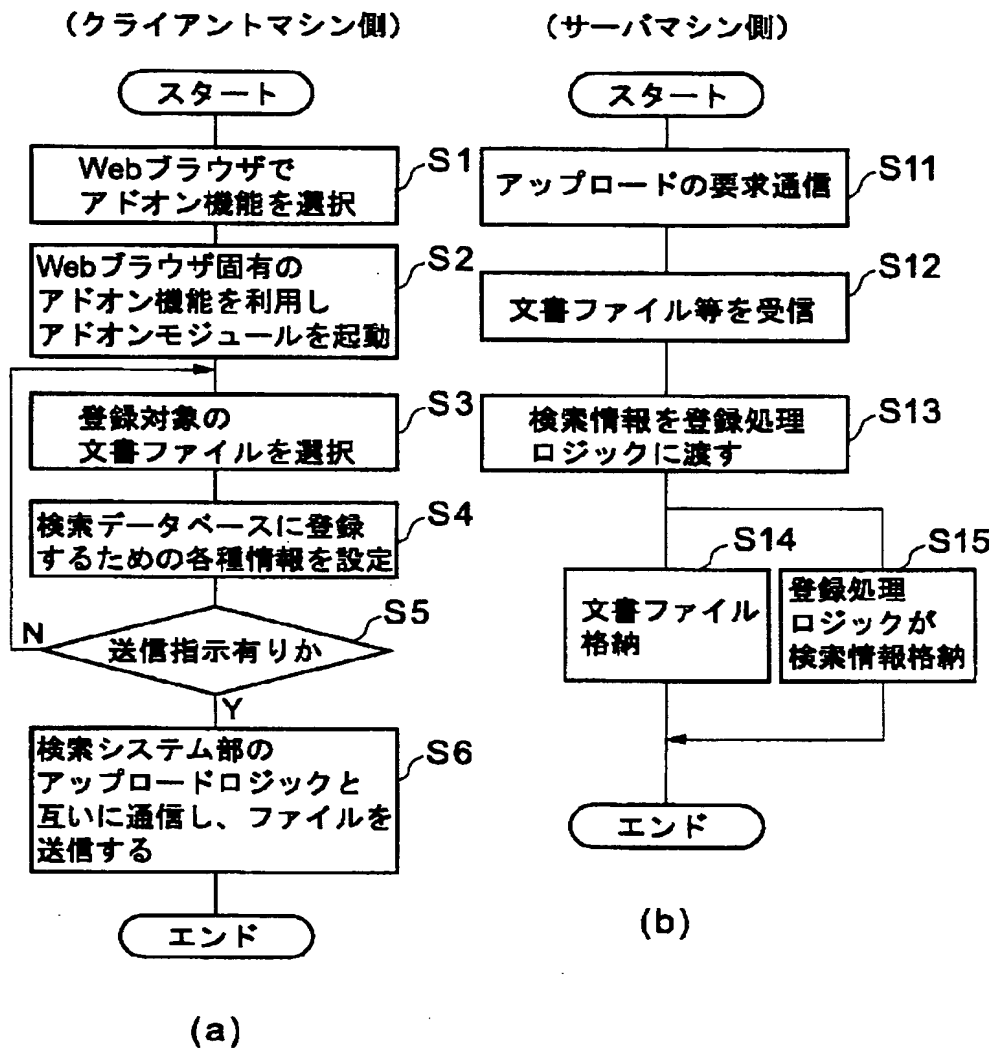 （クライアントマシン側）
スタート
S1
Webブラウザで
アドオン機能を選択
S2
Webブラウザ固有の
アドオン機能を利用し
アドオンモジュールを起動
S3
登録対象の
文書ファイルを選択
S4
検索データベースに登録
するための各種情報を設定
S5
N
送信指示有りか
Y
S6
検索システム部の
アップロードロジックと
互いに通信し、ファイルを
送信する
エンド
(a)
（サーバマシン側）
スタート
S11
アップロードの要求通信
S12
文書ファイル等を受信
S13
検索情報を登録処理
ロジックに渡す
S14
文書ファイル
格納
S15
登録処理
ロジックが
検索情報格納
エンド
(b)